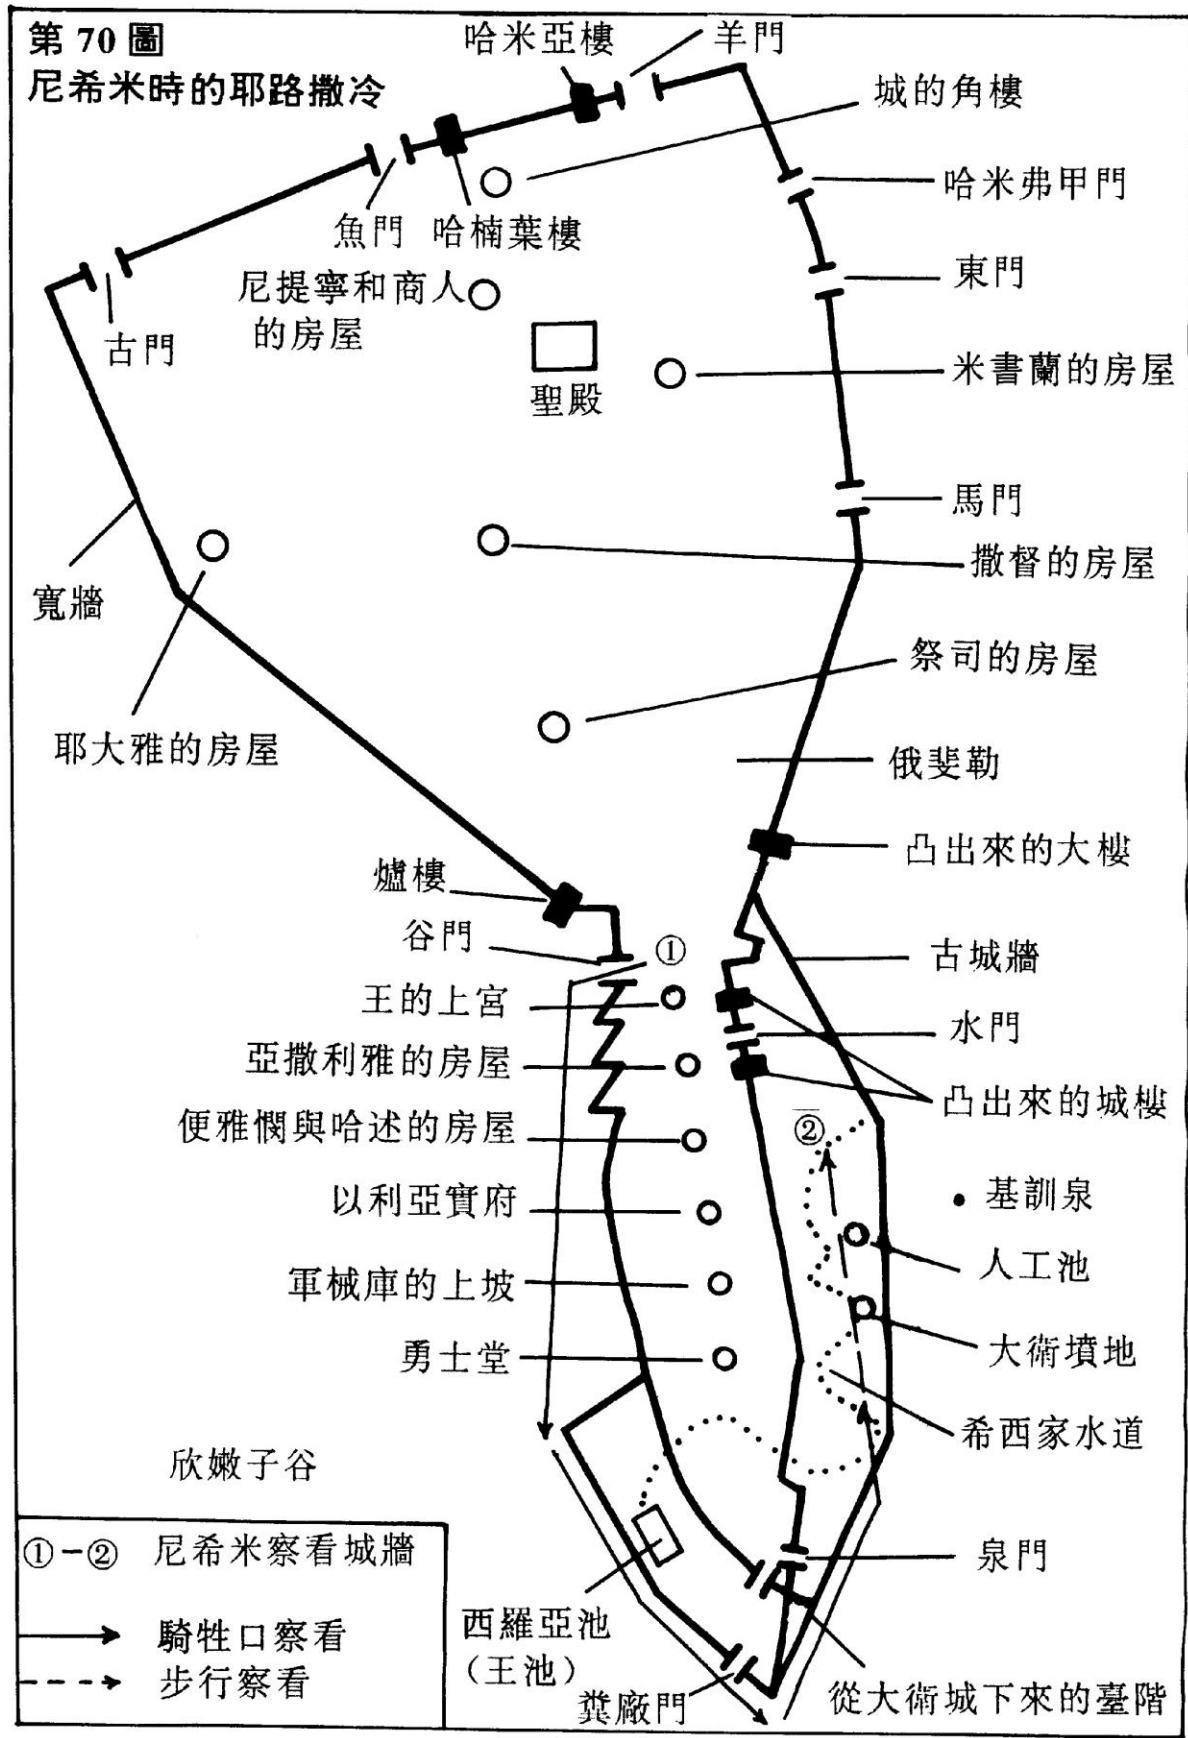 第 70 圖
尼希米時的耶路撒冷
哈米亞樓
羊門
城的角樓
哈米弗甲門
魚門
哈楠葉樓
東門
尼提寧和商人
的房屋
古門
聖殿
米書蘭的房屋
馬門
撒督的房屋
寬牆
祭司的房屋
耶大雅的房屋
俄斐勒
凸出來的大樓
爐樓
谷門
①
古城牆
王的上宮
水門
亞撒利雅的房屋
凸出來的城樓
便雅憫與哈述的房屋
②
以利亞實府
基訓泉
人工池
軍械庫的上坡
大衛墳地
勇士堂
希西家水道
欣嫩子谷
泉門
西羅亞池
（王池）
糞廠門
從大衛城下來的臺階
①－② 尼希米察看城牆
騎牲口察看
步行察看